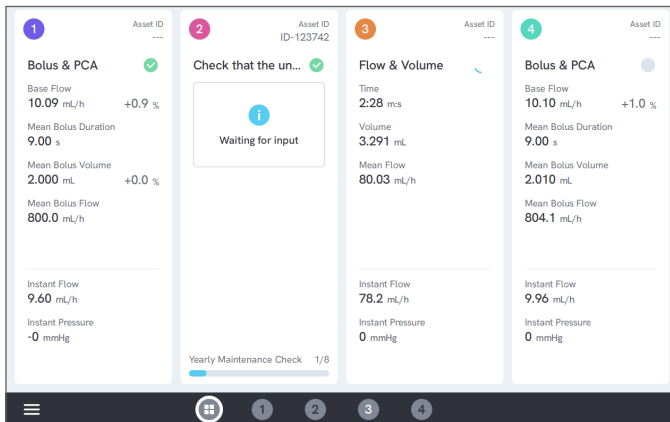 1
Asset ID
---
Bolus & PCA
Base Flow
10.09 mL/h +0.9 %
Mean Bolus Duration
9.00 s
Mean Bolus Volume
2.000 mL +0.0 %
Mean Bolus Flow
800.0 mL/h
Instant Flow
9.60 mL/h
Instant Pressure
-0 mmHg
2
Asset ID
ID-123742
Check that the un...
i
Waiting for input
Yearly Maintenance Check 1/8
3
Asset ID
---
Flow & Volume
Time
2:28 m:s
Volume
3.291 mL
Mean Flow
80.03 mL/h
Instant Flow
78.2 mL/h
Instant Pressure
0 mmHg
4
Asset ID
---
Bolus & PCA
Base Flow
10.10 mL/h +1.0 %
Mean Bolus Duration
9.00 s
Mean Bolus Volume
2.010 mL
Mean Bolus Flow
804.1 mL/h
Instant Flow
9.96 mL/h
Instant Pressure
0 mmHg
1 2 3 4